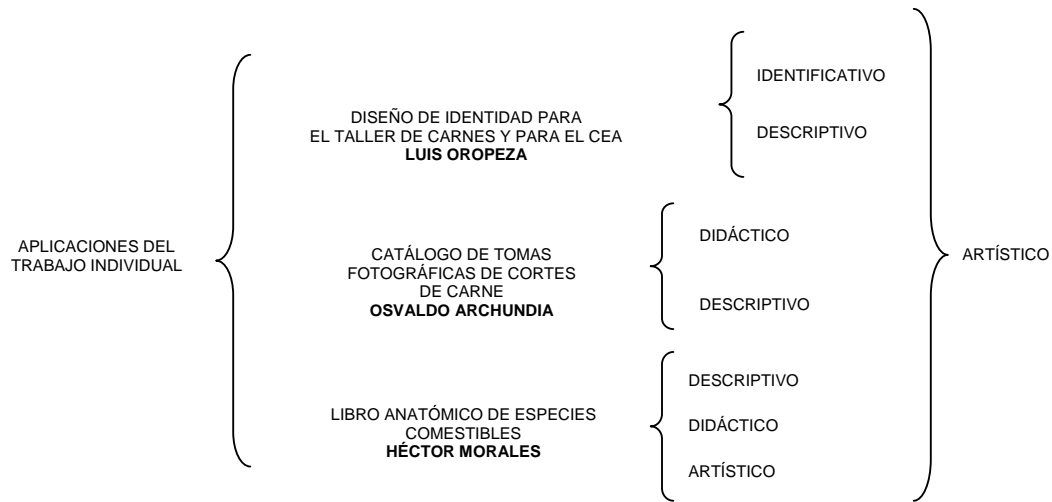 APLICACIONES DEL
TRABAJO INDIVIDUAL
DISEÑO DE IDENTIDAD PARA
EL TALLER DE CARNES Y PARA EL CEA
LUIS OROPEZA
IDENTIFICATIVO
DESCRIPTIVO
CATÁLOGO DE TOMAS
FOTOGRÁFICAS DE CORTES
DE CARNE
OSVALDO ARCHUNDIA
DIDÁCTICO
DESCRIPTIVO
LIBRO ANATÓMICO DE ESPECIES
COMESTIBLES
HÉCTOR MORALES
DESCRIPTIVO
DIDÁCTICO
ARTÍSTICO
ARTÍSTICO